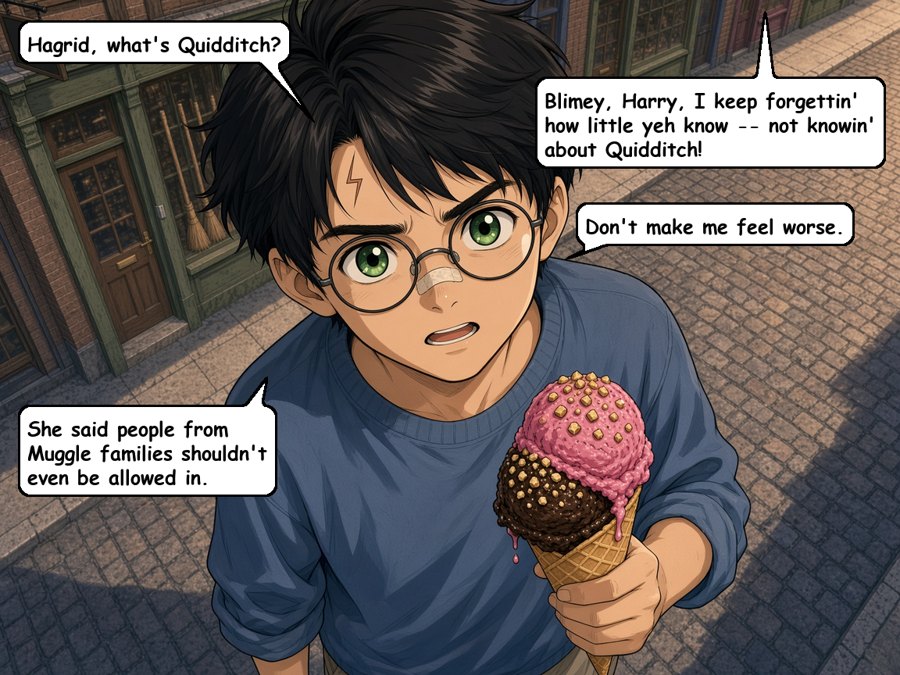 Hagrid, what's Quidditch?
Blimey, Harry, I keep forgettin'
how little yeh know -- not knowin'
about Quidditch!
Don't make me feel worse.
She said people from
Muggle families shouldn't
even be allowed in.